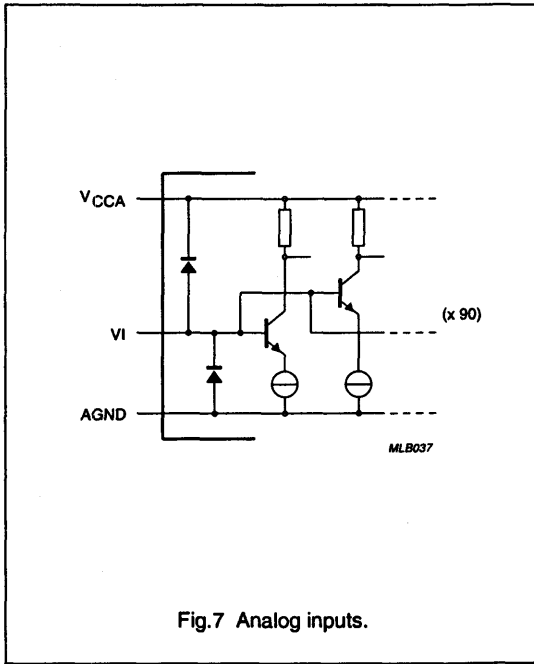 VCCA
VI
(x 90)
AGND
MLB037
Fig.7 Analog inputs.